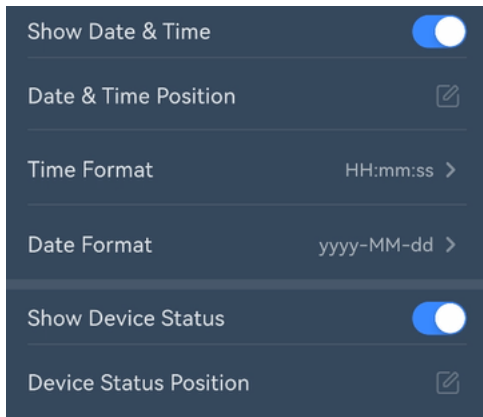 Show Date & Time
Date & Time Position
Time Format HH:mm:ss
Date Format yyyy-MM-dd
Show Device Status
Device Status Position